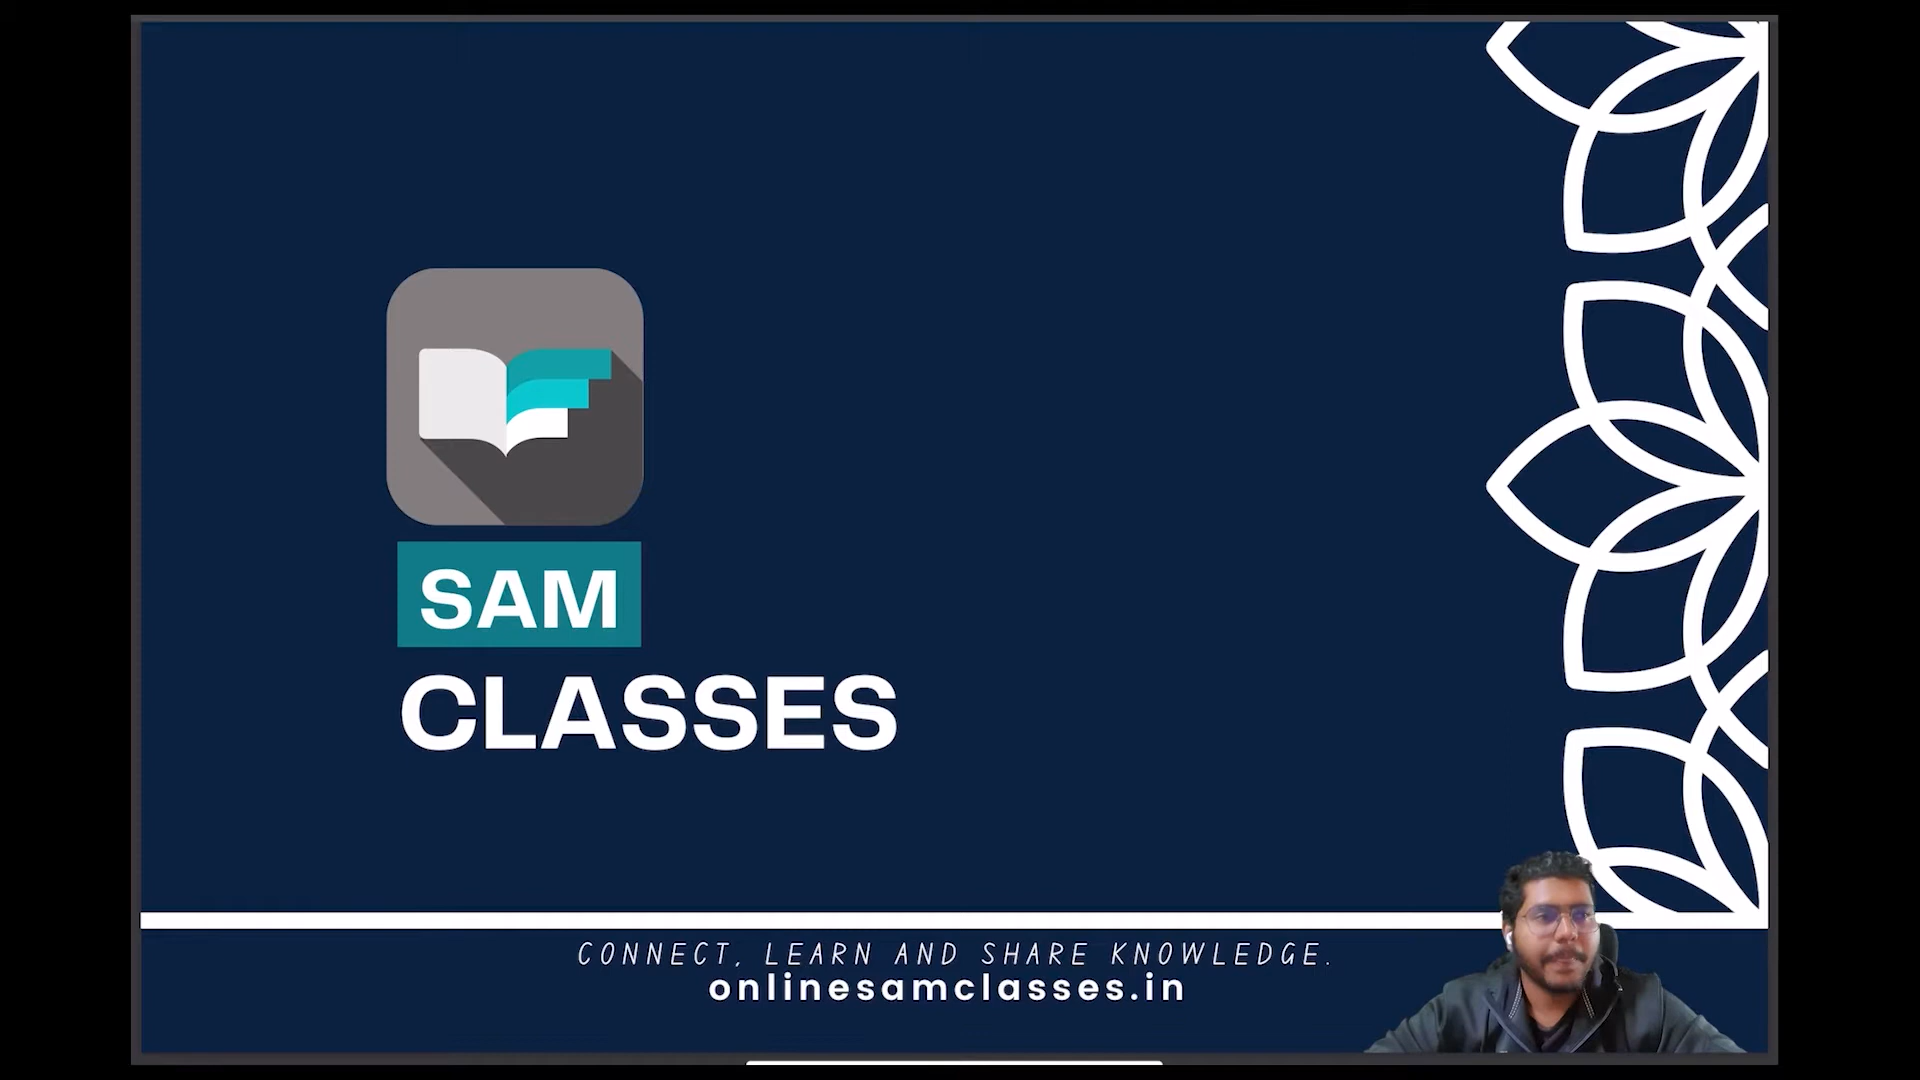 SAM
CLASSES
CONNECT, LEARN AND SHARE KNOWLEDGE.
onlinesamclasses.in